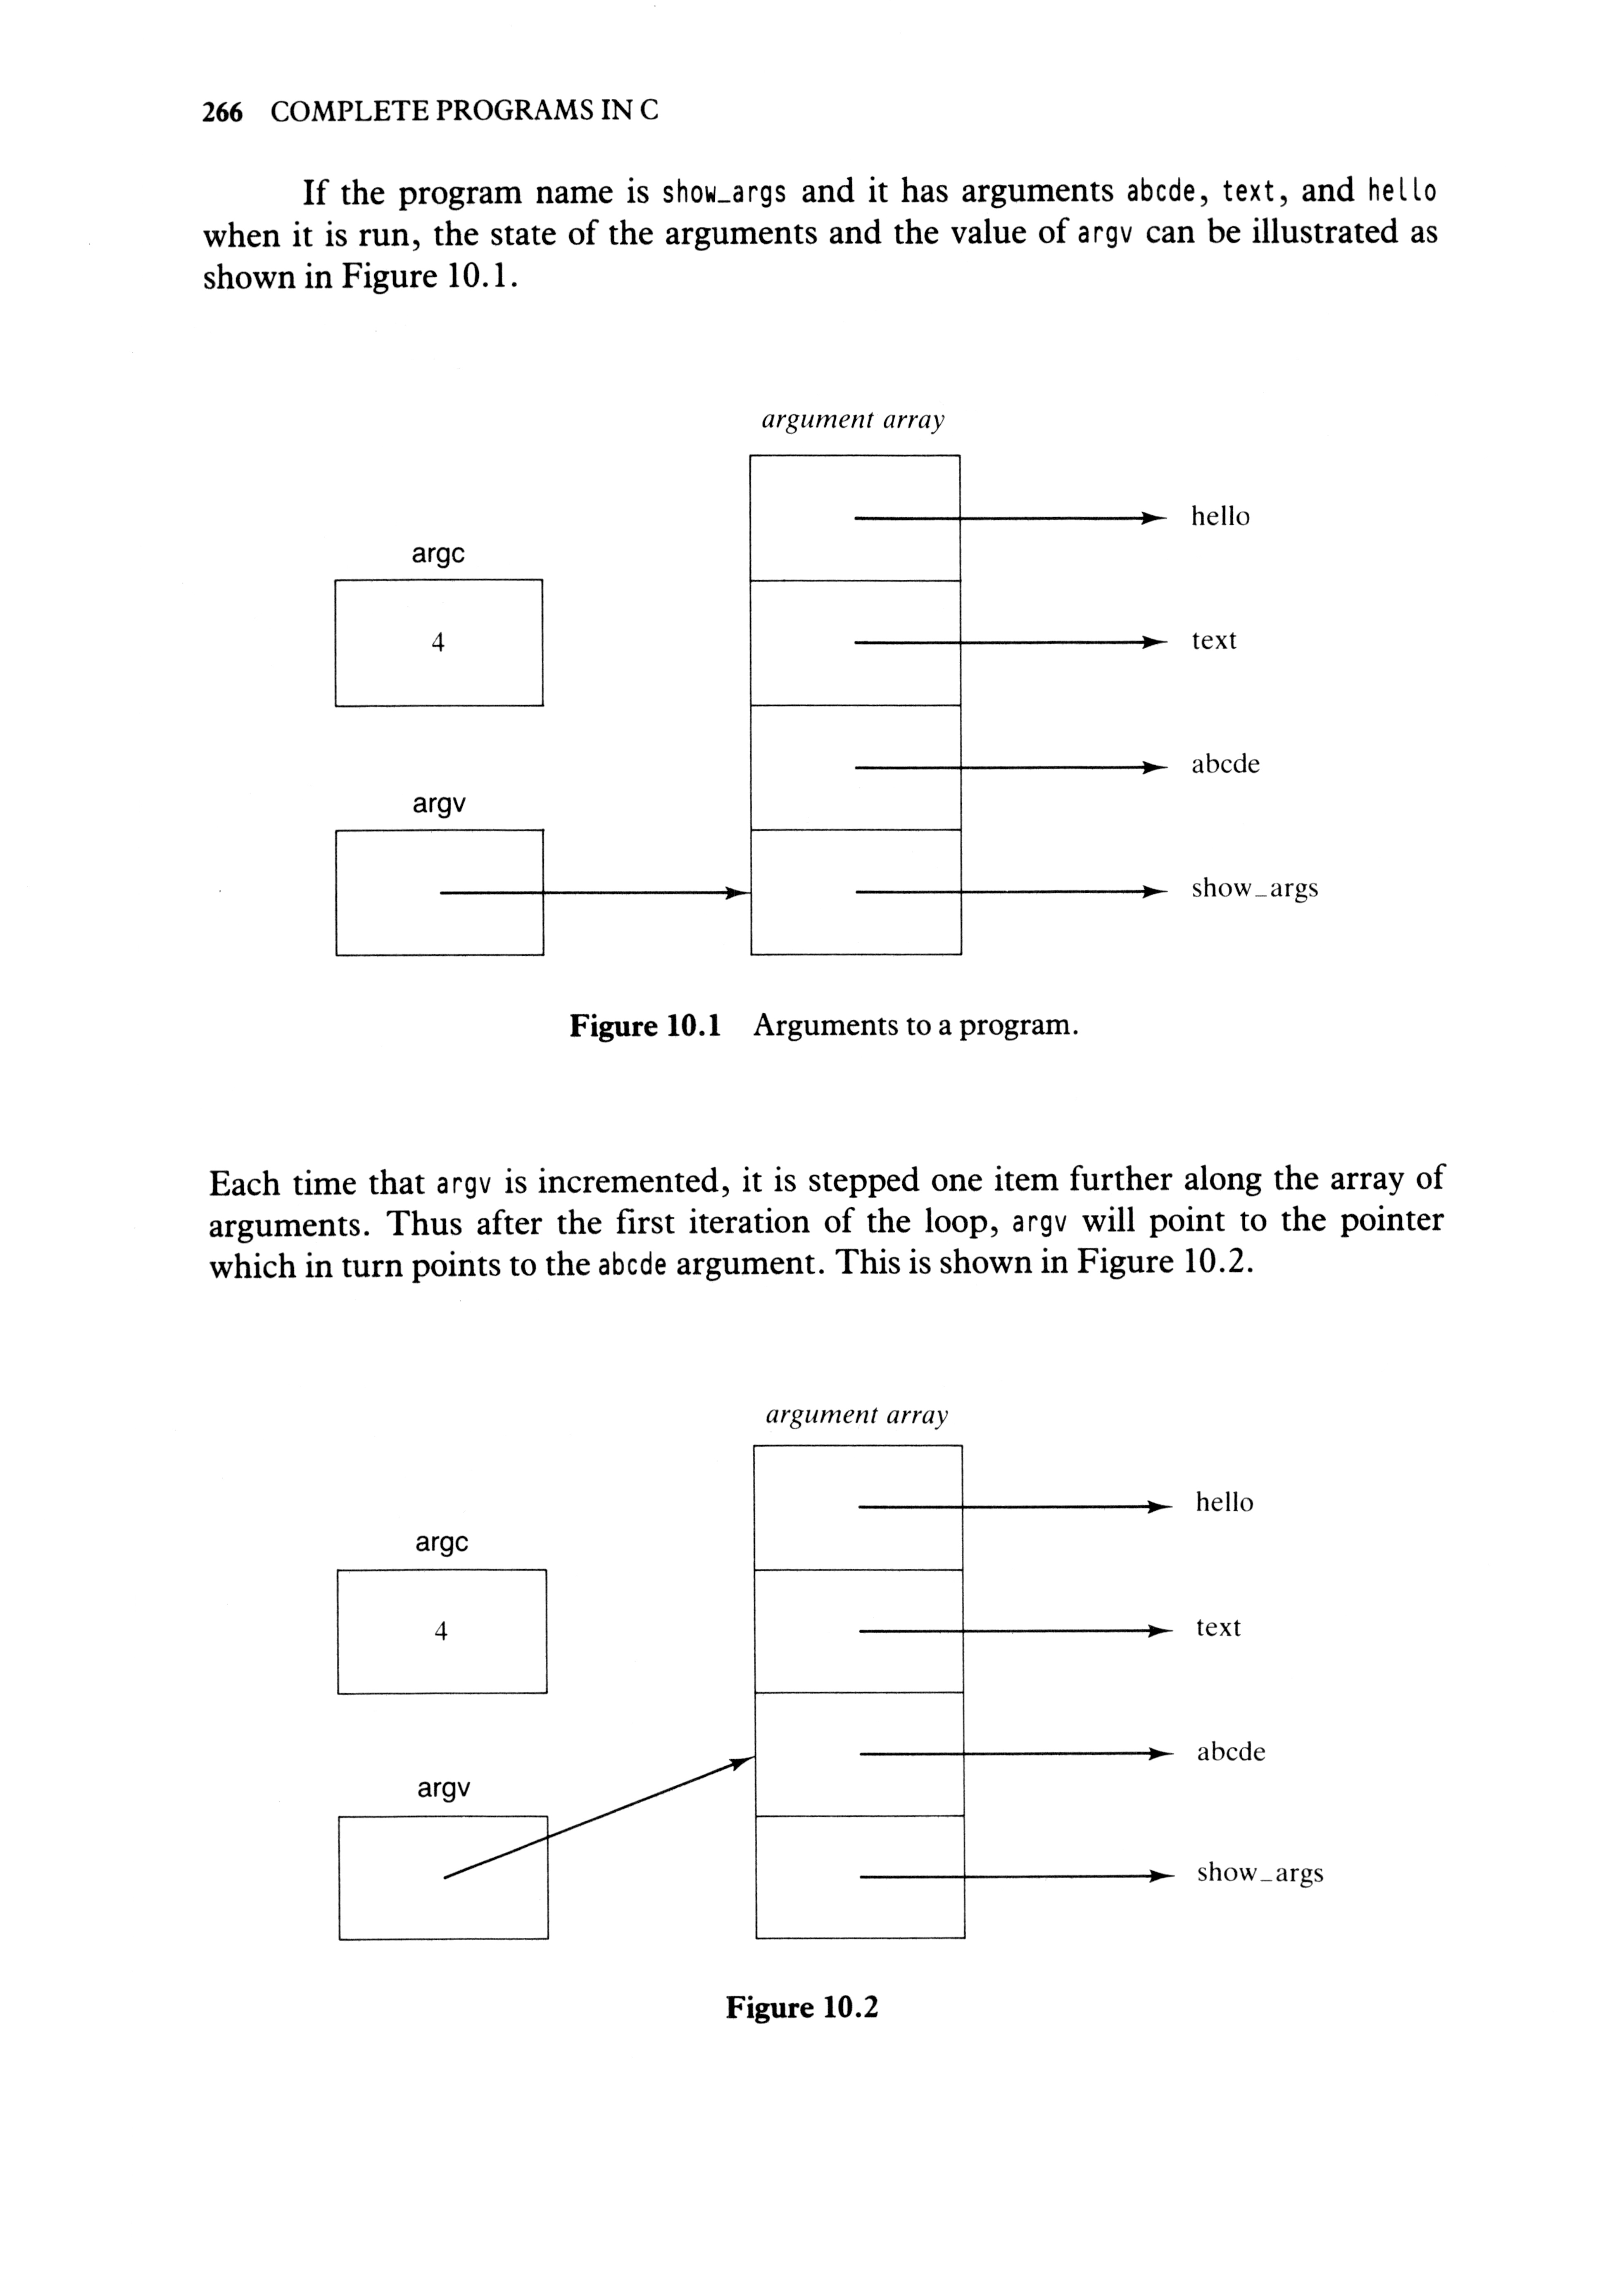 266 COMPLETE PROGRAMS IN C
If the program name is show_args and it has arguments abcde, text, and hello
when it is run, the state of the arguments and the value of argv can be illustrated as
shown in Figure 10.1.
argument array
hello
argc
4
text
abcde
argv
show_args
Figure 10.1 Arguments to a program.
Each time that argv is incremented, it is stepped one item further along the array of
arguments. Thus after the first iteration of the loop, argv will point to the pointer
which in turn points to the abcde argument. This is shown in Figure 10.2.
argument array
hello
argc
4
text
abcde
argv
show_args
Figure 10.2